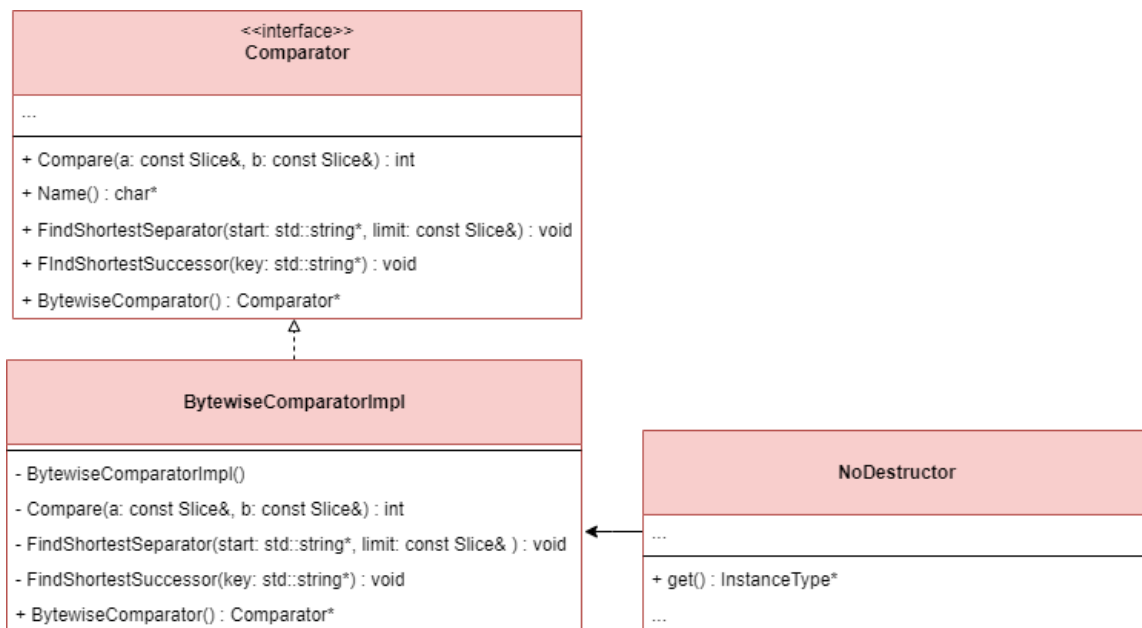 <<interface>>
Comparator
...
+ Compare(a: const Slice&, b: const Slice&) : int
+ Name() : char*
+ FindShortestSeparator(start: std::string*, limit: const Slice&) : void
+ FIndShortestSuccessor(key: std::string*) : void
+ BytewiseComparator() : Comparator*
BytewiseComparatorImpl
- BytewiseComparatorImpl()
- Compare(a: const Slice&, b: const Slice&) : int
- FindShortestSeparator(start: std::string*, limit: const Slice& ) : void
- FindShortestSuccessor(key: std::string*) : void
+ BytewiseComparator() : Comparator*
NoDestructor
...
+ get() : InstanceType*
...